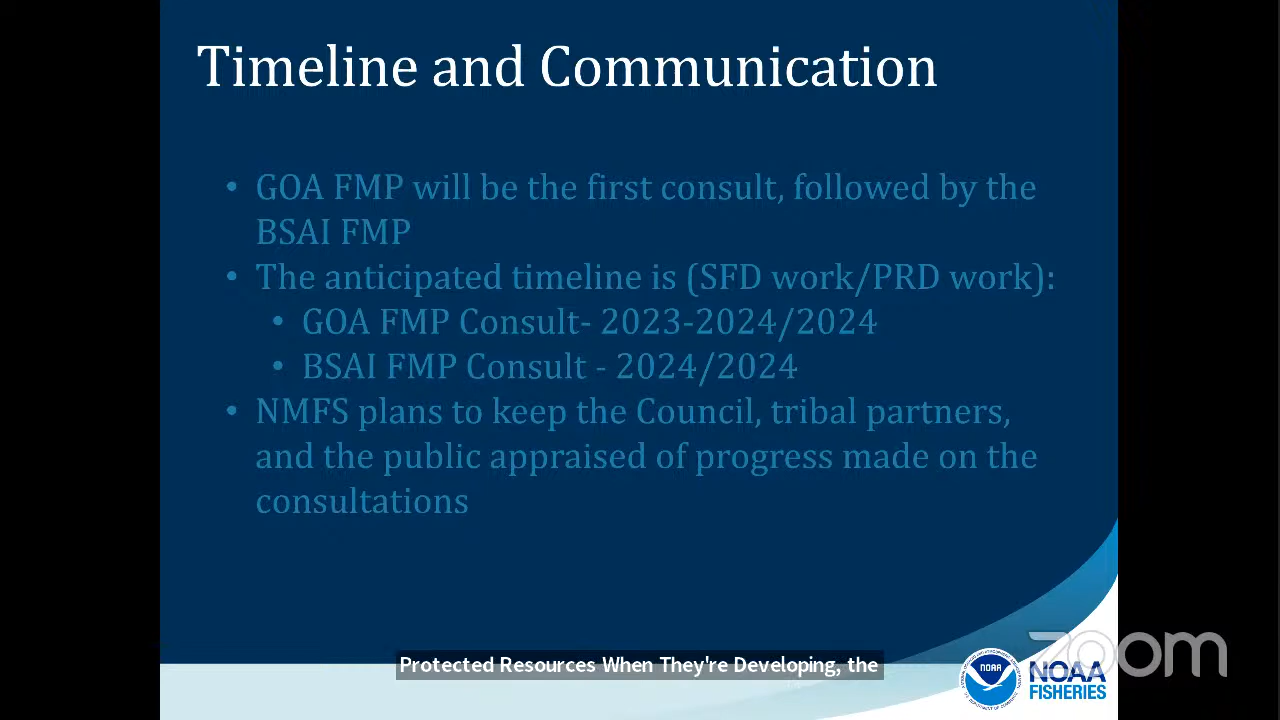 Timeline and Communication
• GOA FMP will be the first consult, followed by the
BSAI FMP
• The anticipated timeline is (SFD work/PRD work):
• GOA FMP Consult- 2023-2024/2024
• BSAI FMP Consult - 2024/2024
• NMFS plans to keep the Council, tribal partners,
and the public appraised of progress made on the
consultations
Protected Resources When They're Developing, the
zoom
NOAA
NOAA
FISHERIES